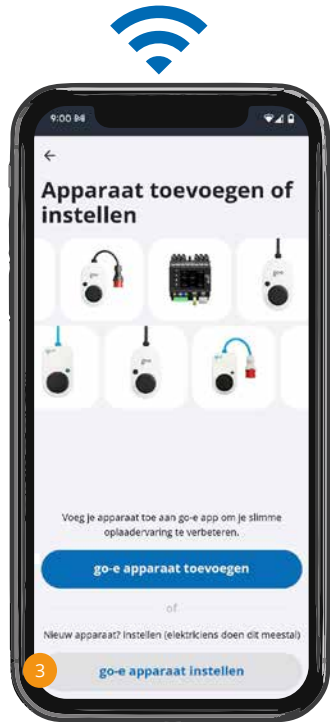 9:00
Apparaat toevoegen of
instellen
Voeg je apparaat toe aan go-e app om je slimme
oplaadervaring te verbeteren.
go-e apparaat toevoegen
of
Nieuw apparaat? Instellen (elektriciens doen dit meestal)
3
go-e apparaat instellen